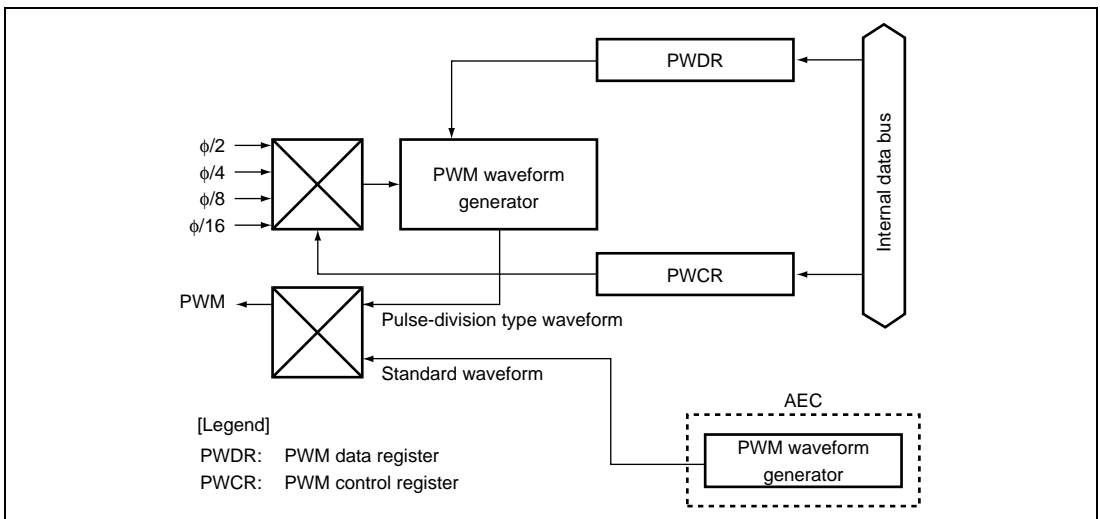 PWDR
Internal data bus
ϕ/2
ϕ/4
ϕ/8
ϕ/16
PWM waveform
generator
PWCR
PWM
Pulse-division type waveform
Standard waveform
AEC
PWM waveform
generator
[Legend]
PWDR: PWM data register
PWCR: PWM control register